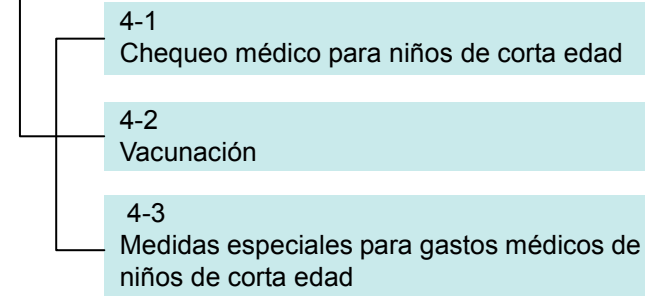 4-1
Chequeo médico para niños de corta edad
4-2
Vacunación
4-3
Medidas especiales para gastos médicos de
niños de corta edad